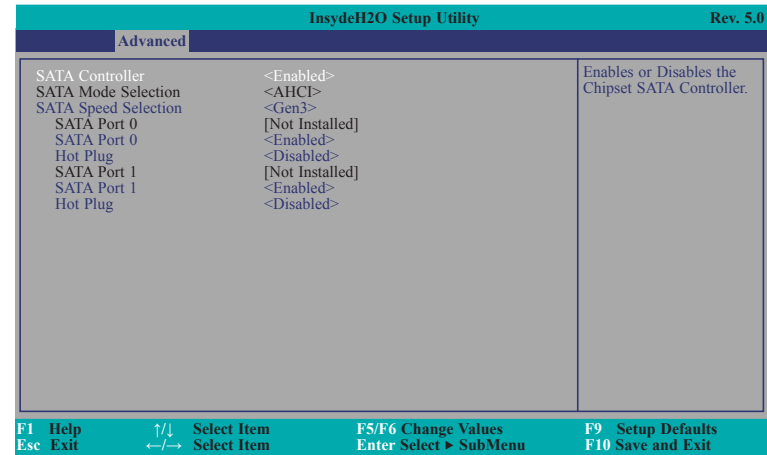 InsydeH2O Setup Utility Rev. 5.0
Advanced
SATA Controller <Enabled>
SATA Mode Selection <AHCI>
SATA Speed Selection <Gen3>
SATA Port 0 [Not Installed]
SATA Port 0 <Enabled>
Hot Plug <Disabled>
SATA Port 1 [Not Installed]
SATA Port 1 <Enabled>
Hot Plug <Disabled>
Enables or Disables the
Chipset SATA Controller.
F1 Help ↑/↓ Select Item F5/F6 Change Values F9 Setup Defaults
Esc Exit ←/→ Select Item Enter Select ► SubMenu F10 Save and Exit